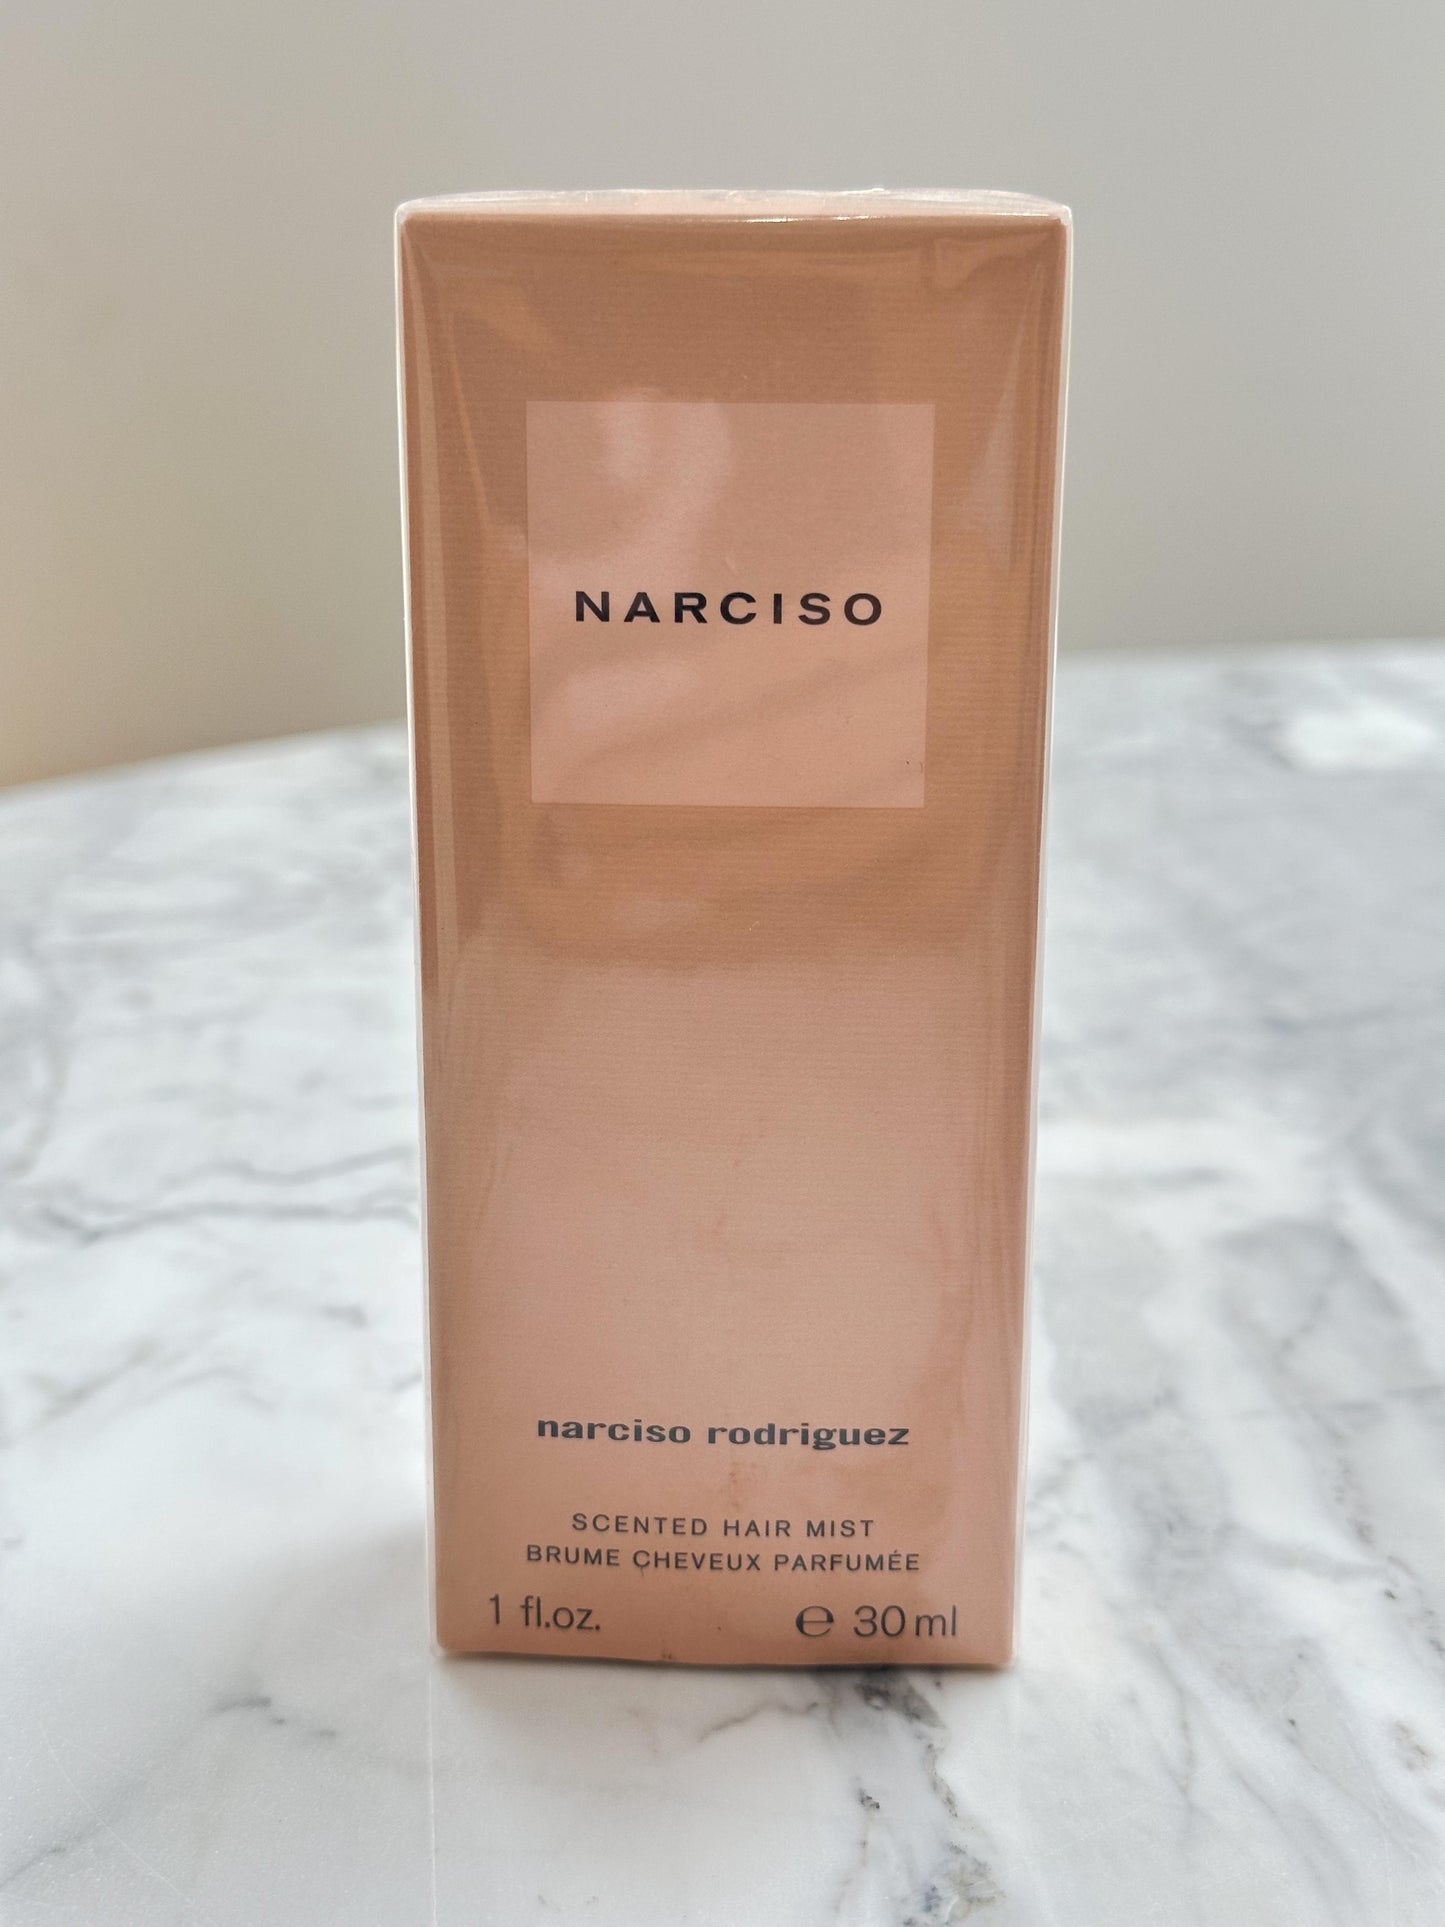 NARCISO
narciso rodriguez
SCENTED HAIR MIST
BRUME CHEVEUX PARFUMÉE
1 fl.oz. ℮ 30 ml